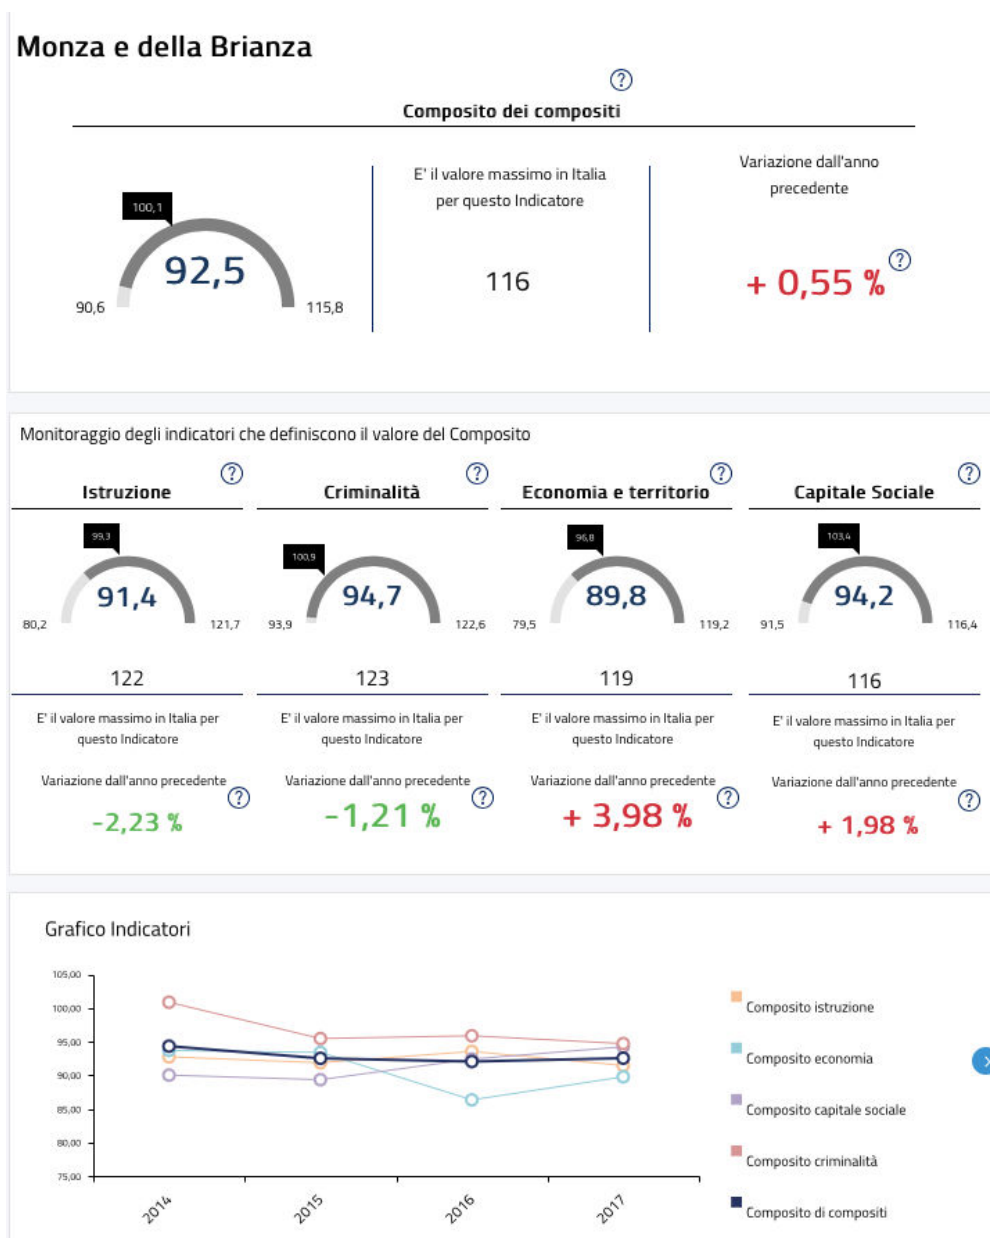 Monza e della Brianza
?
Composito dei compositi
100,1
92,5
90,6
115,8
E' il valore massimo in Italia
per questo Indicatore
116
Variazione dall'anno
precedente
+ 0,55 %
?
Monitoraggio degli indicatori che definiscono il valore del Composito
?
Istruzione
99,3
91,4
80,2
121,7
122
E' il valore massimo in Italia per
questo Indicatore
Variazione dall'anno precedente
?
-2,23 %
?
Criminalità
100,9
94,7
93,9
122,6
123
E' il valore massimo in Italia per
questo Indicatore
Variazione dall'anno precedente
?
-1,21 %
?
Economia e territorio
96,8
89,8
79,5
119,2
119
E' il valore massimo in Italia per
questo Indicatore
Variazione dall'anno precedente
?
+ 3,98 %
?
Capitale Sociale
103,4
94,2
91,5
116,4
116
E' il valore massimo in Italia per
questo Indicatore
Variazione dall'anno precedente
?
+ 1,98 %
Grafico Indicatori
105,00
100,00
95,00
90,00
85,00
80,00
75,00
2014
2015
2016
2017
Composito istruzione
Composito economia
Composito capitale sociale
Composito criminalità
Composito di compositi